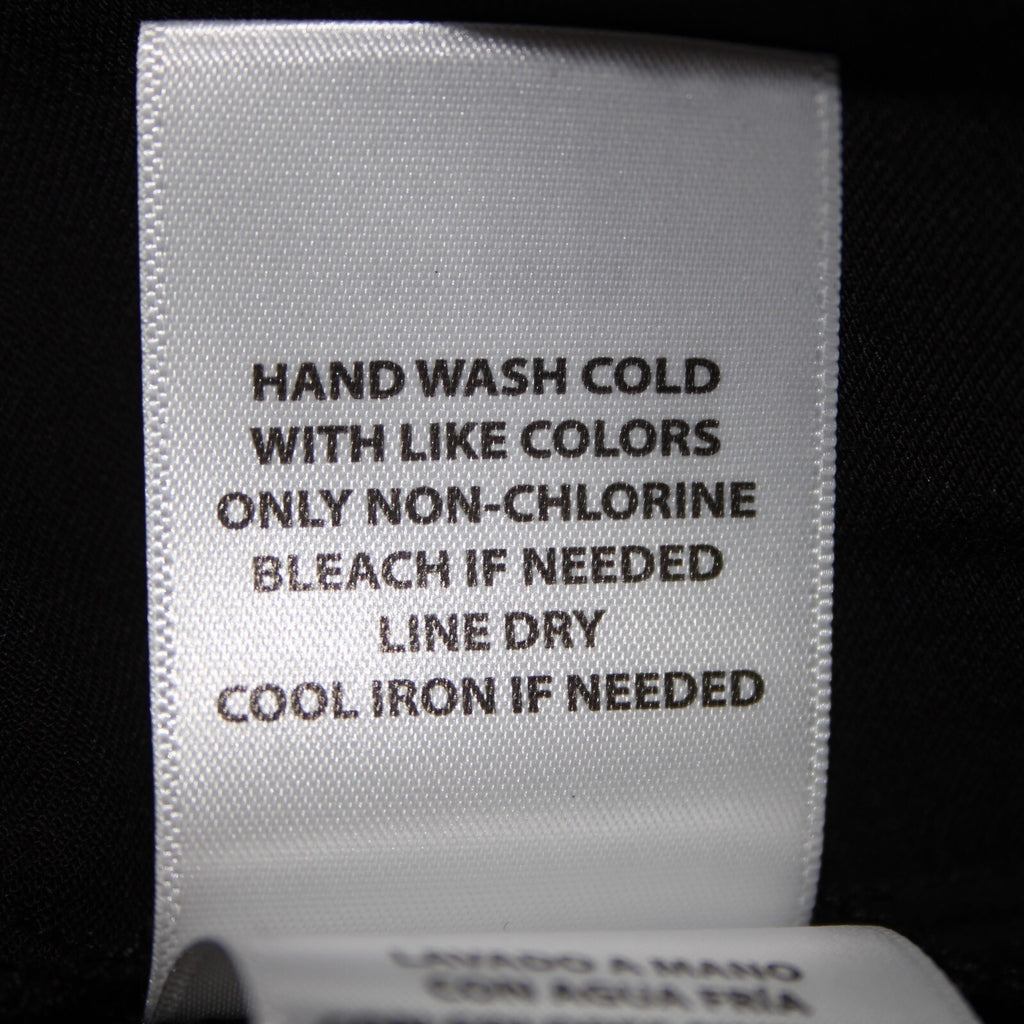 HAND WASH COLD
WITH LIKE COLORS
ONLY NON-CHLORINE
BLEACH IF NEEDED
LINE DRY
COOL IRON IF NEEDED
LAVADO A MANO
CON AGUA FRÍA